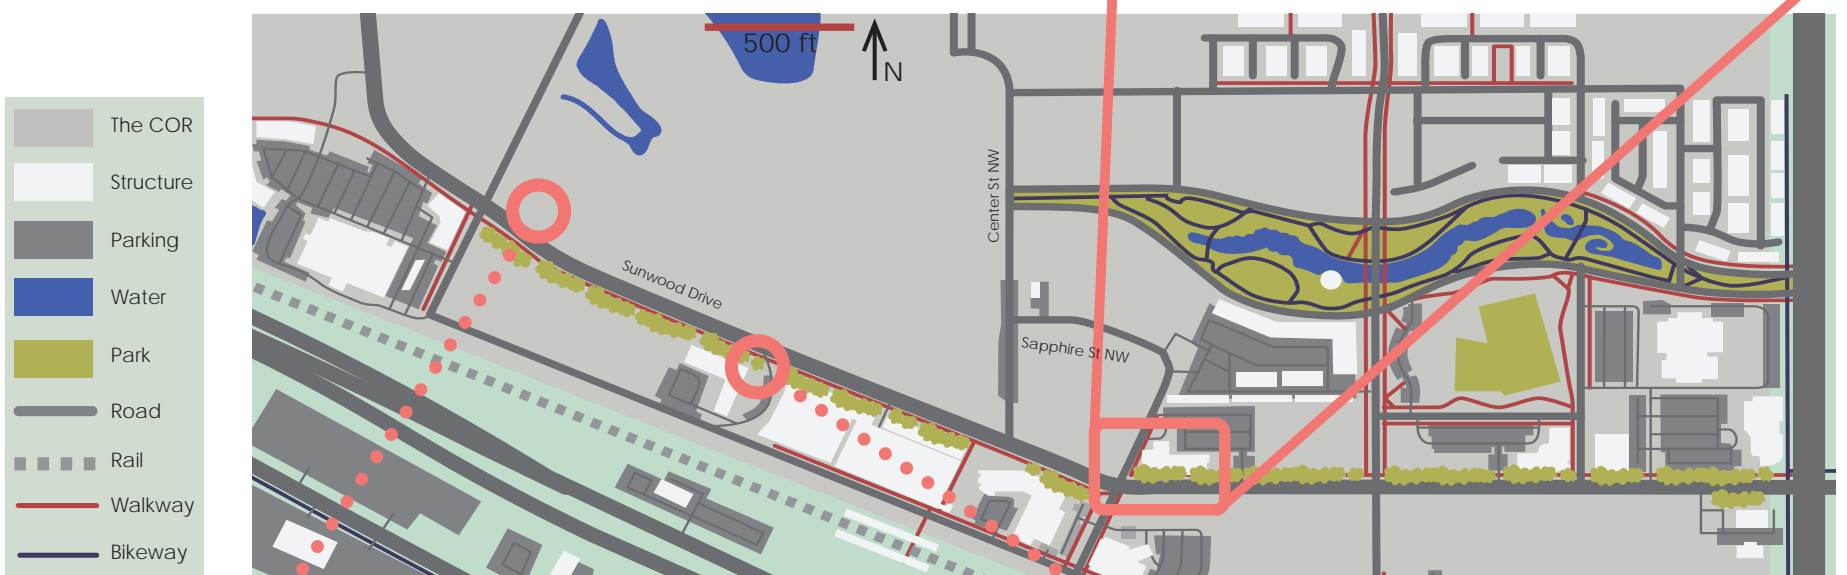 The COR
Structure
Parking
Water
Park
Road
Rail
Walkway
Bikeway
500 ft
N
Center St NW
Sunwood Drive
Sapphire St NW